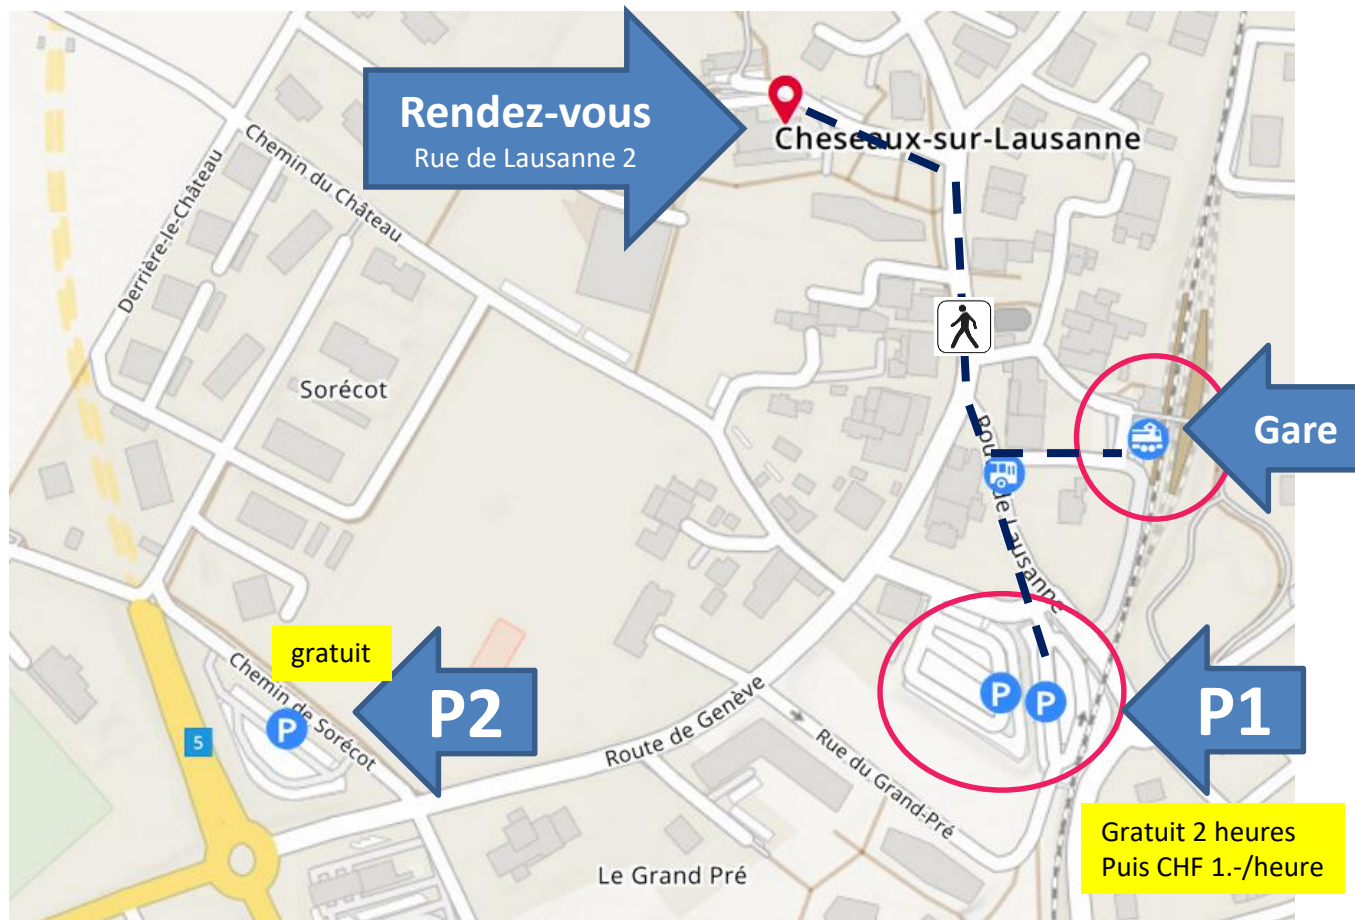 Rendez-vous
Rue de Lausanne 2
Cheseaux-sur-Lausanne
Chemin du Château
Derrière-le-Château
Sorécot
Gare
Route de Lausanne
gratuit
P2
Chemin de Sorécot
P
5
Route de Genève
Rue du Grand-Pré
P
P
P1
Gratuit 2 heures
Puis CHF 1.-/heure
Le Grand Pré